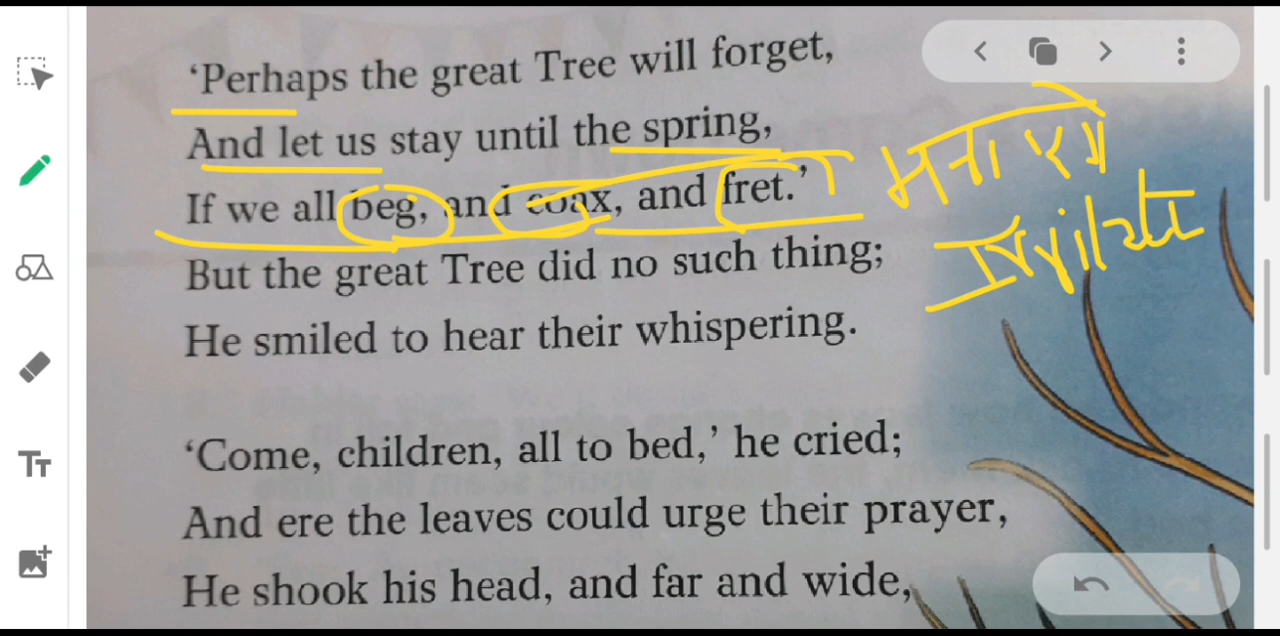 ‘Perhaps the great Tree will forget,
And let us stay until the spring,
If we all beg, and coax, and fret.’
But the great Tree did no such thing;
He smiled to hear their whispering.
‘Come, children, all to bed,’ he cried;
And ere the leaves could urge their prayer,
He shook his head, and far and wide,
Tт